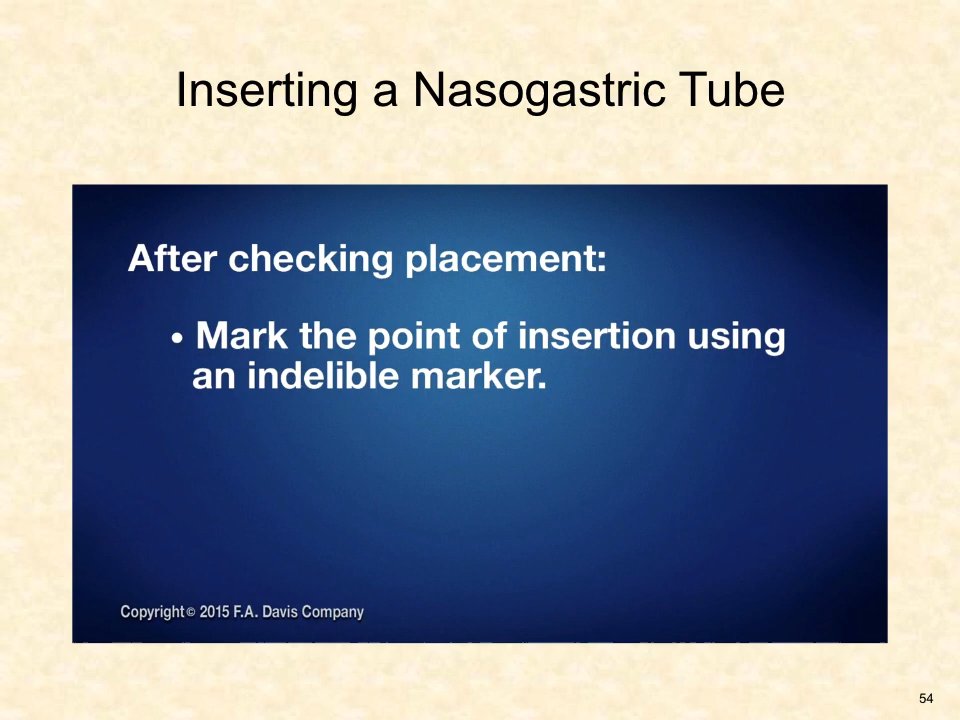 Inserting a Nasogastric Tube
After checking placement:
• Mark the point of insertion using
an indelible marker.
Copyright © 2015 F.A. Davis Company
54